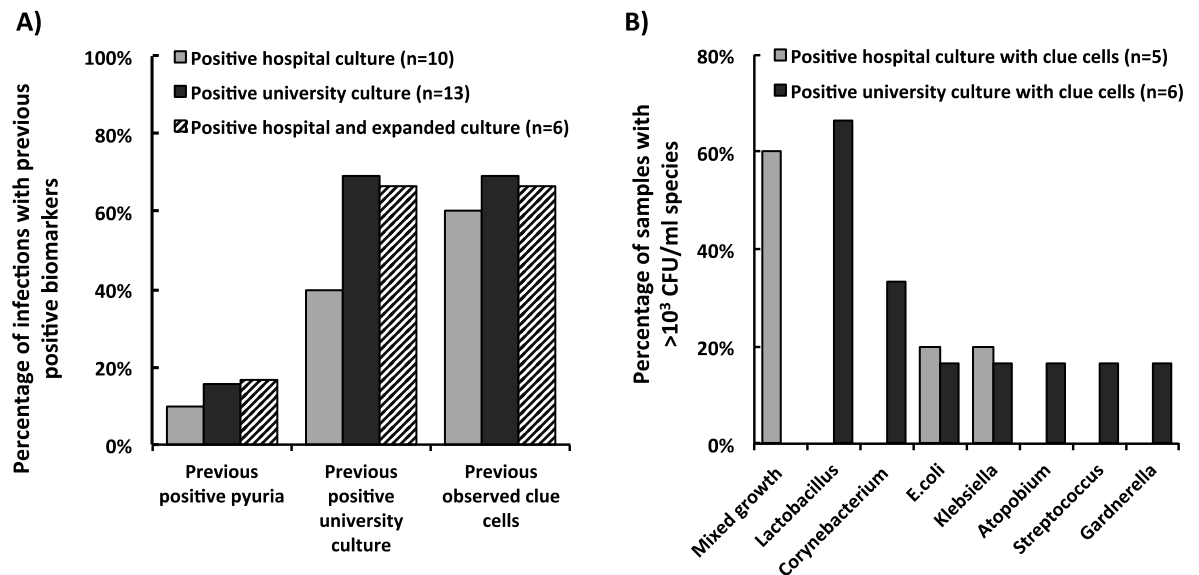 A)
Percentage of infections with previous
positive biomarkers
100%
80%
60%
40%
20%
0%
Positive hospital culture (n=10)
Positive university culture (n=13)
Positive hospital and expanded culture (n=6)
Previous
positive pyuria
Previous
positive
university
culture
Previous
observed clue
cells
B)
Percentage of samples with
>10³ CFU/ml species
80%
60%
40%
20%
0%
Positive hospital culture with clue cells (n=5)
Positive university culture with clue cells (n=6)
Mixed growth
Lactobacillus
Corynebacterium
E.coli
Klebsiella
Atopobium
Streptococcus
Gardnerella